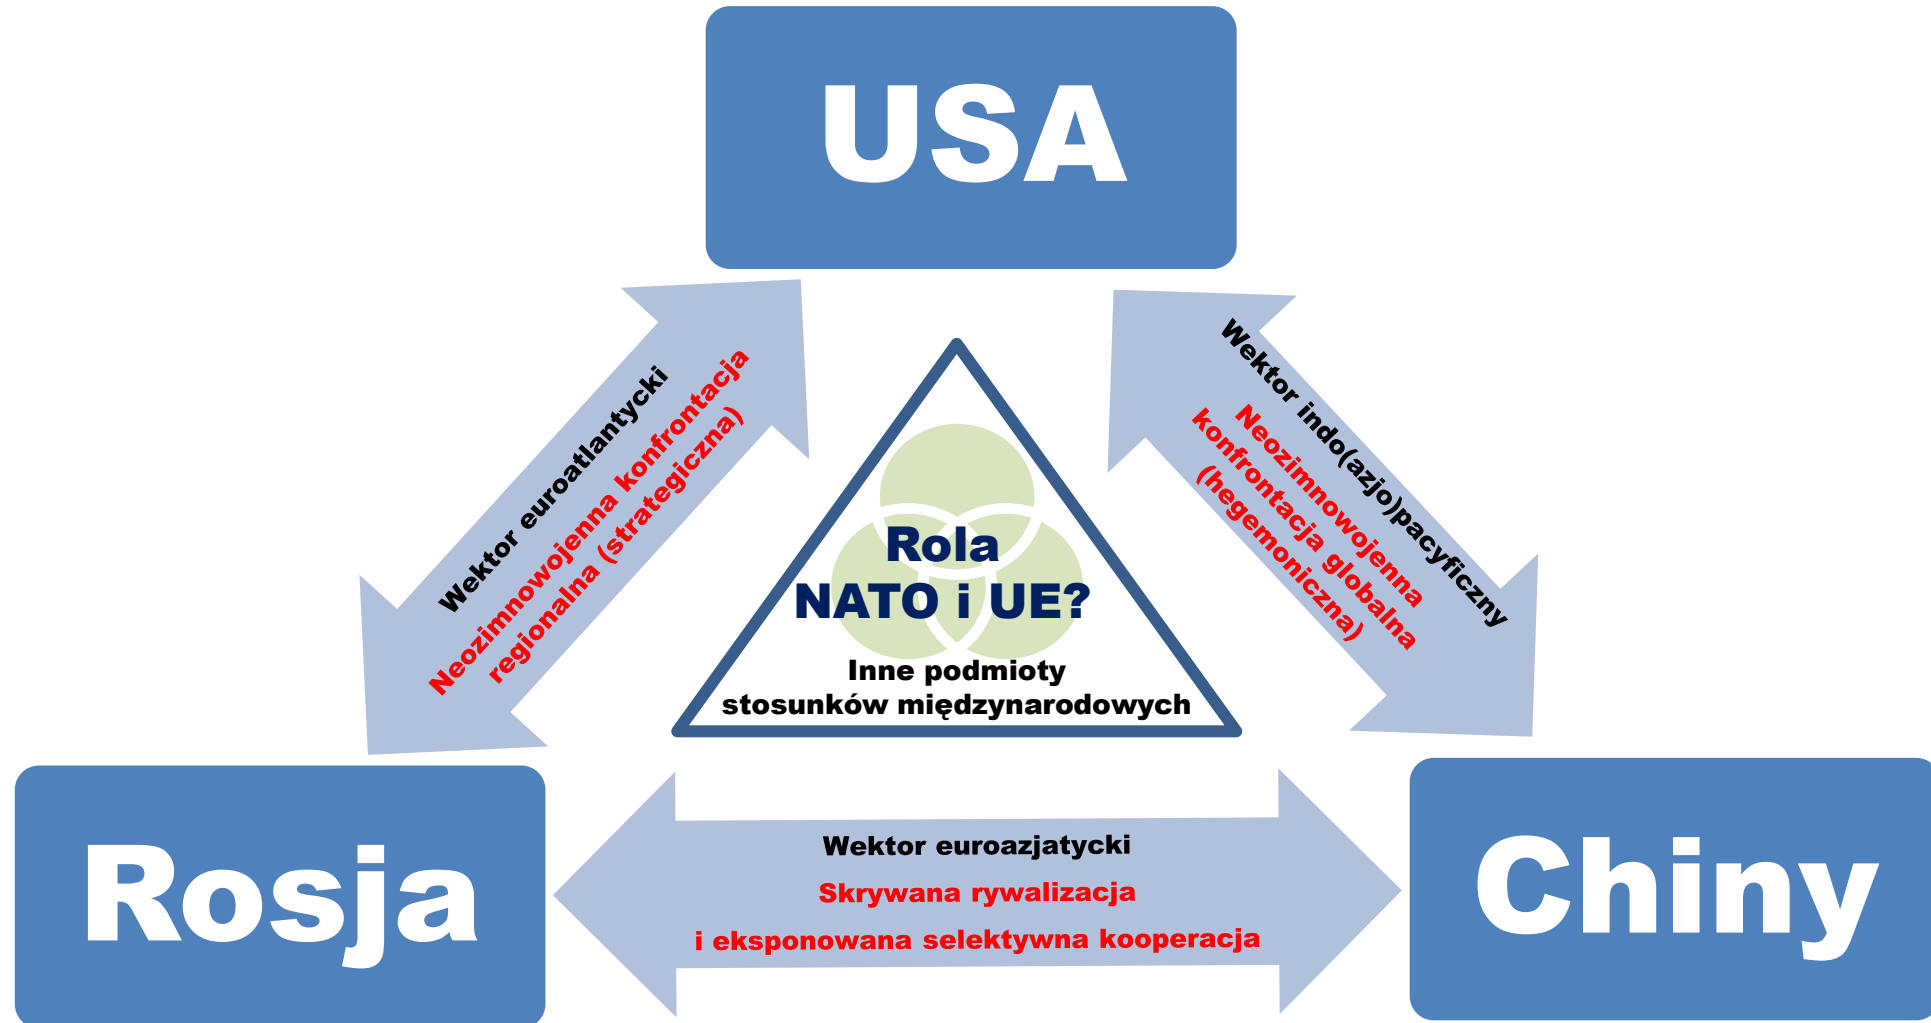 USA
Wektor euroatlantycki
Neozimnowojenna konfrontacja
regionalna (strategiczna)
Wektor indo(azjo)pacyficzny
Neozimnowojenna
konfrontacja globalna
(hegemoniczna)
Rola
NATO i UE?
Inne podmioty
stosunków międzynarodowych
Rosja
Wektor euroazjatycki
Skrywana rywalizacja
i eksponowana selektywna kooperacja
Chiny